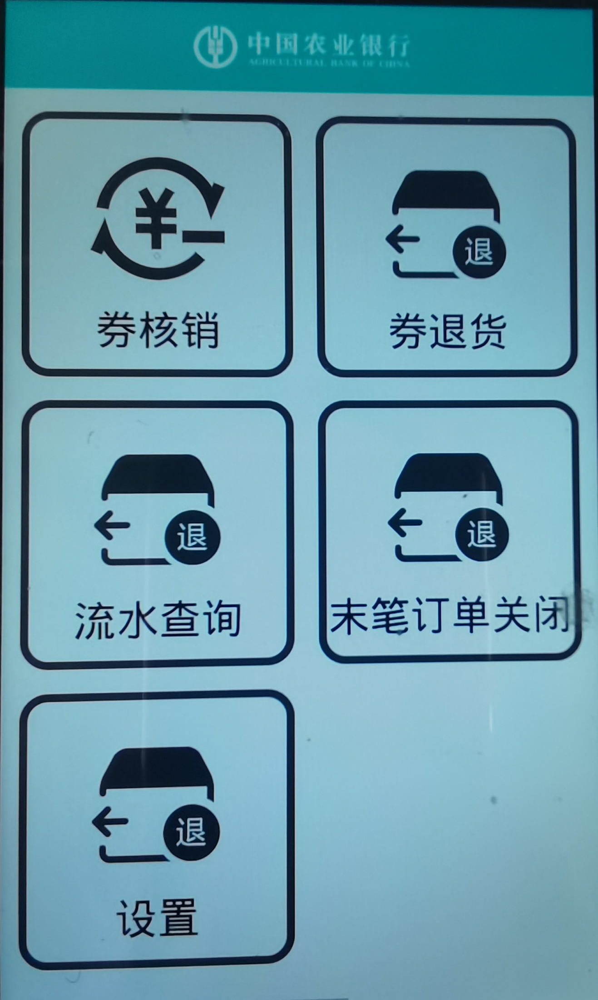 中国农业银行
AGRICULTURAL BANK OF CHINA
券核销
退
券退货
退
流水查询
退
末笔订单关闭
退
设置